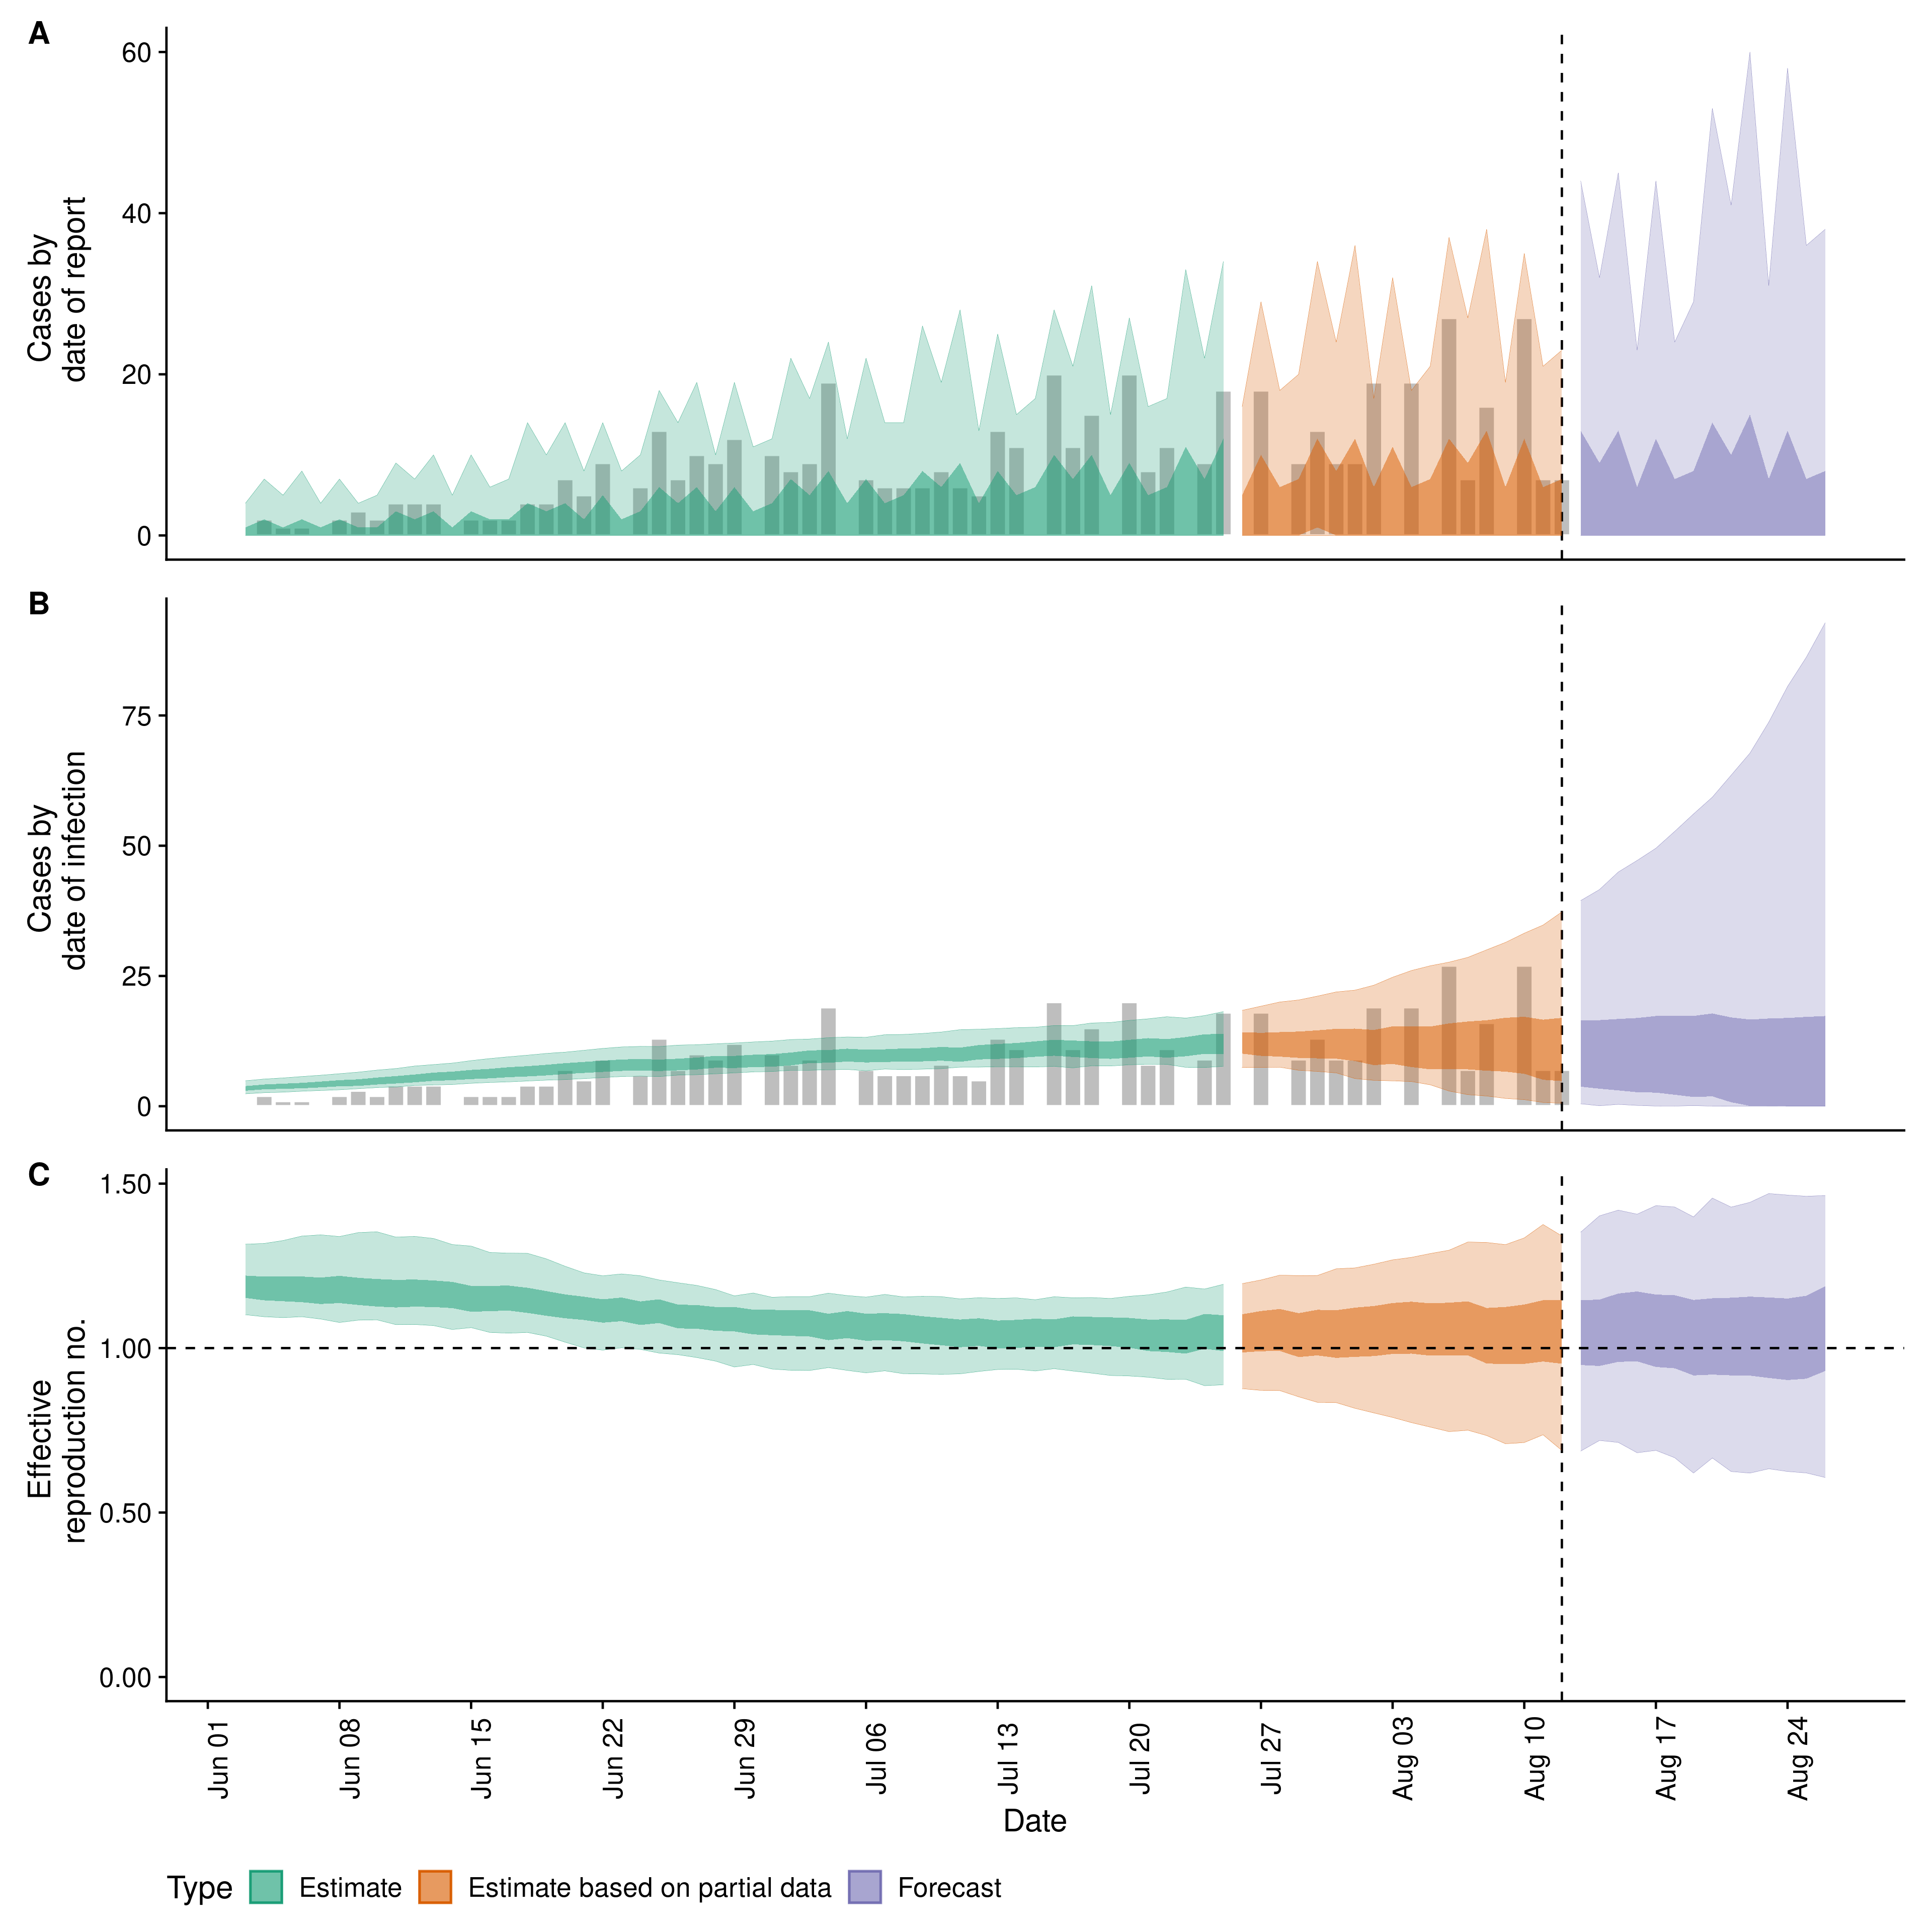 A
60
40
20
0
Cases by
date of report
B
75
50
25
0
Cases by
date of infection
C
1.50
1.00
0.50
0.00
Effective
reproduction no.
Jun 01
Jun 08
Jun 15
Jun 22
Jun 29
Jul 06
Jul 13
Jul 20
Jul 27
Aug 03
Aug 10
Aug 17
Aug 24
Date
Type Estimate Estimate based on partial data Forecast